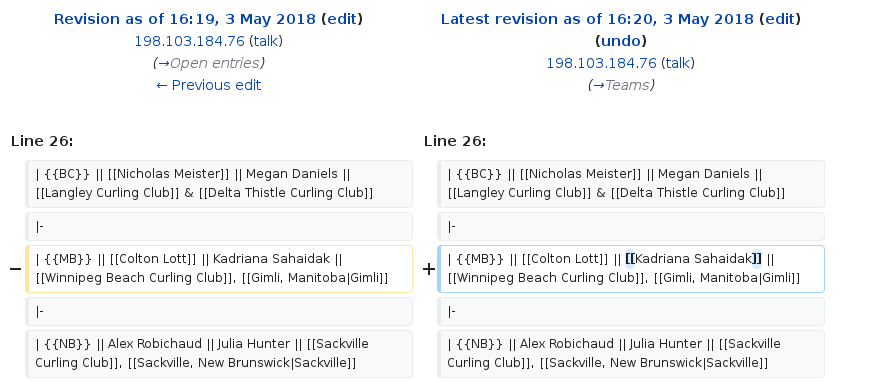 Revision as of 16:19, 3 May 2018 (edit)
198.103.184.76 (talk)
(→Open entries)
← Previous edit
Latest revision as of 16:20, 3 May 2018 (edit)
(undo)
198.103.184.76 (talk)
(→Teams)
Line 26:
Line 26:
| {{BC}} || [[Nicholas Meister]] || Megan Daniels ||
[[Langley Curling Club]] & [[Delta Thistle Curling Club]]
| {{BC}} || [[Nicholas Meister]] || Megan Daniels ||
[[Langley Curling Club]] & [[Delta Thistle Curling Club]]
|-
|-
− | {{MB}} || [[Colton Lott]] || Kadriana Sahaidak ||
[[Winnipeg Beach Curling Club]], [[Gimli, Manitoba|Gimli]]
+ | {{MB}} || [[Colton Lott]] || [[Kadriana Sahaidak]] ||
[[Winnipeg Beach Curling Club]], [[Gimli, Manitoba|Gimli]]
|-
|-
| {{NB}} || Alex Robichaud || Julia Hunter || [[Sackville
Curling Club]], [[Sackville, New Brunswick|Sackville]]
| {{NB}} || Alex Robichaud || Julia Hunter || [[Sackville
Curling Club]], [[Sackville, New Brunswick|Sackville]]